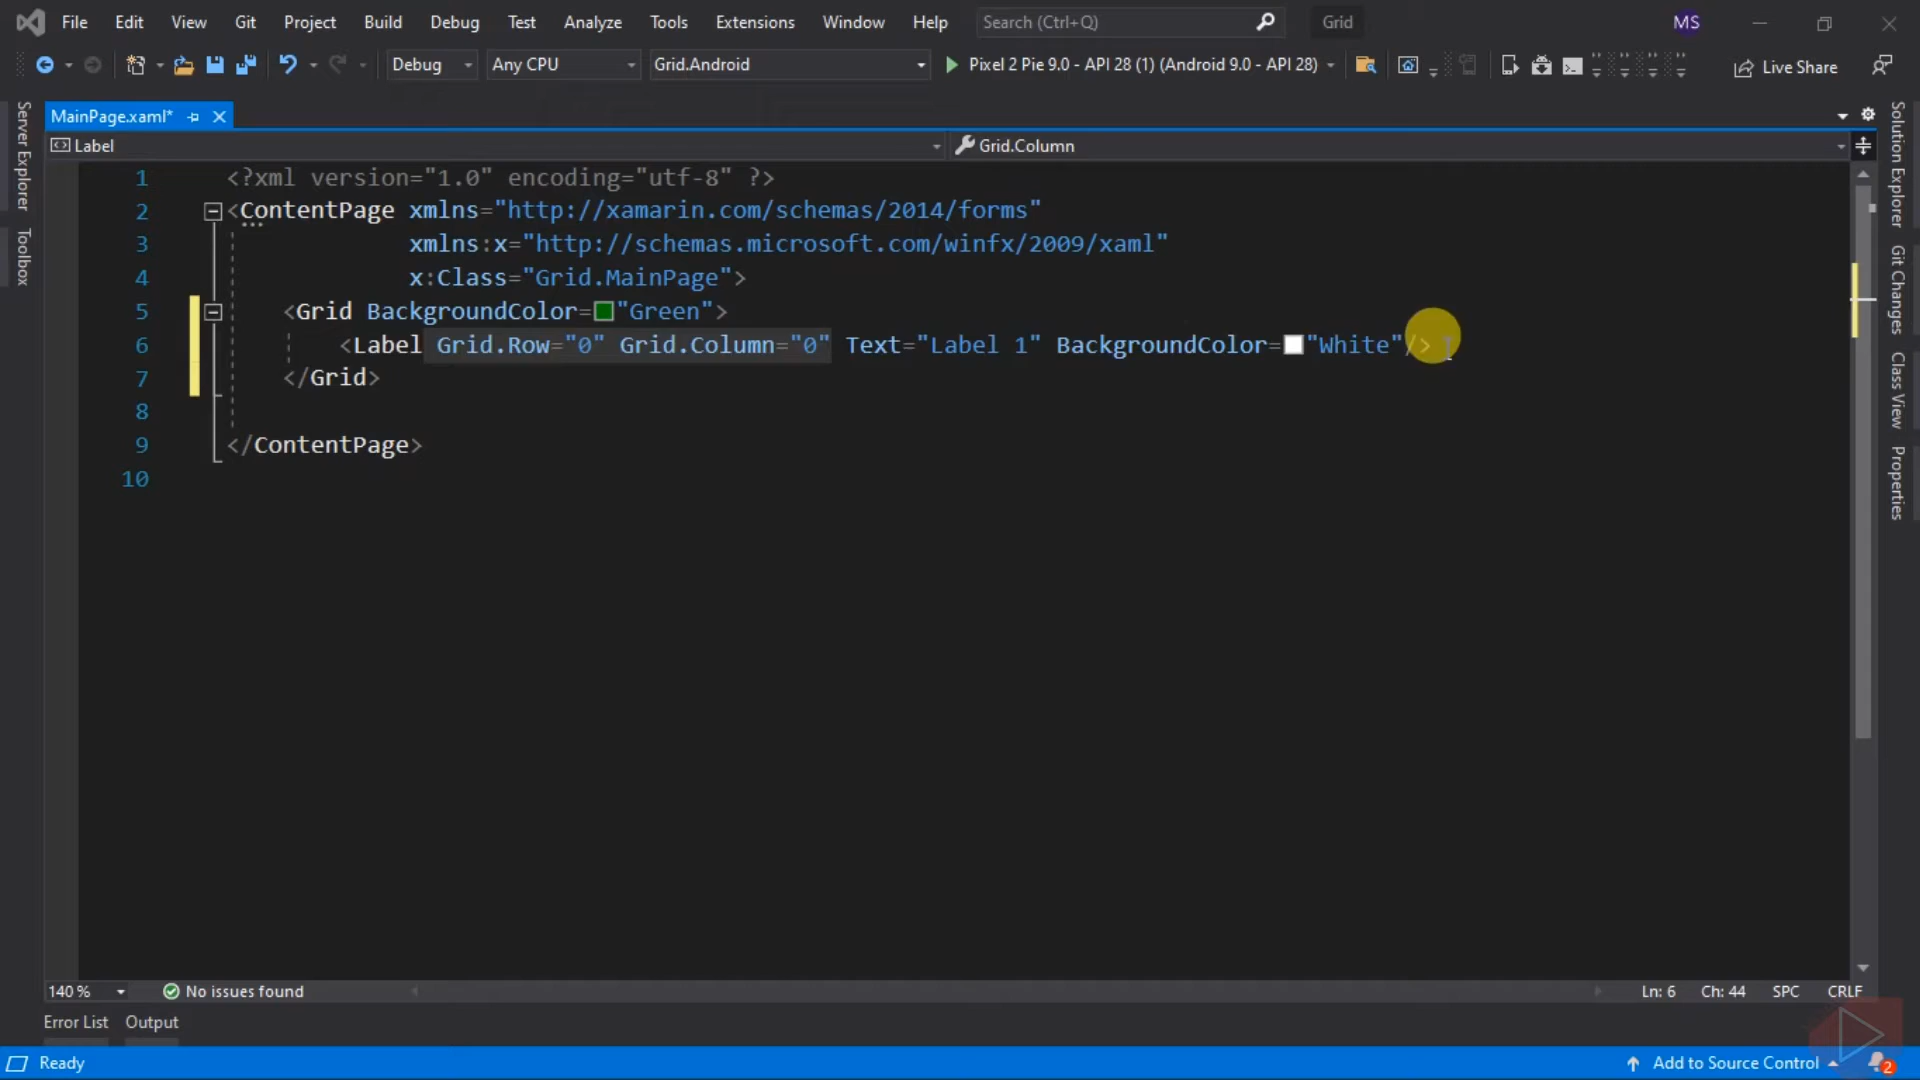 File Edit View Git Project Build Debug Test Analyze Tools Extensions Window Help Search (Ctrl+Q) Grid MS
Debug Any CPU Grid.Android Pixel 2 Pie 9.0 - API 28 (1) (Android 9.0 - API 28) Live Share
Server Explorer
Toolbox
MainPage.xaml*
Label Grid.Column
1 <?xml version="1.0" encoding="utf-8" ?>
2 <ContentPage xmlns="http://xamarin.com/schemas/2014/forms"
3 xmlns:x="http://schemas.microsoft.com/winfx/2009/xaml"
4 x:Class="Grid.MainPage">
5 <Grid BackgroundColor="Green">
6 <Label Grid.Row="0" Grid.Column="0" Text="Label 1" BackgroundColor="White"/>
7 </Grid>
8
9 </ContentPage>
10
Solution Explorer
Git Changes
Class View
Properties
140 % No issues found Ln: 6 Ch: 44 SPC CRLF
Error List Output
Ready Add to Source Control 2